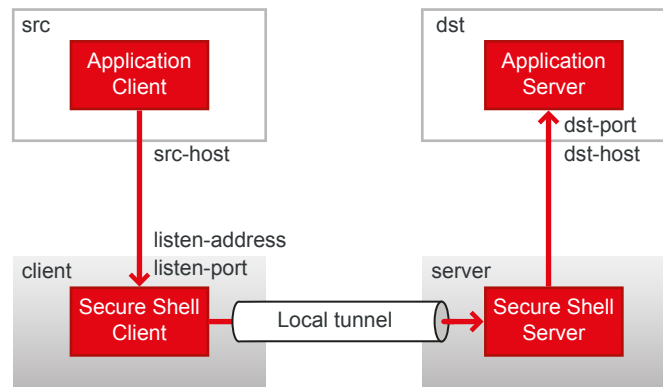 src
Application
Client
src-host
listen-address
listen-port
client
Secure Shell
Client
Local tunnel
dst
Application
Server
dst-port
dst-host
server
Secure Shell
Server